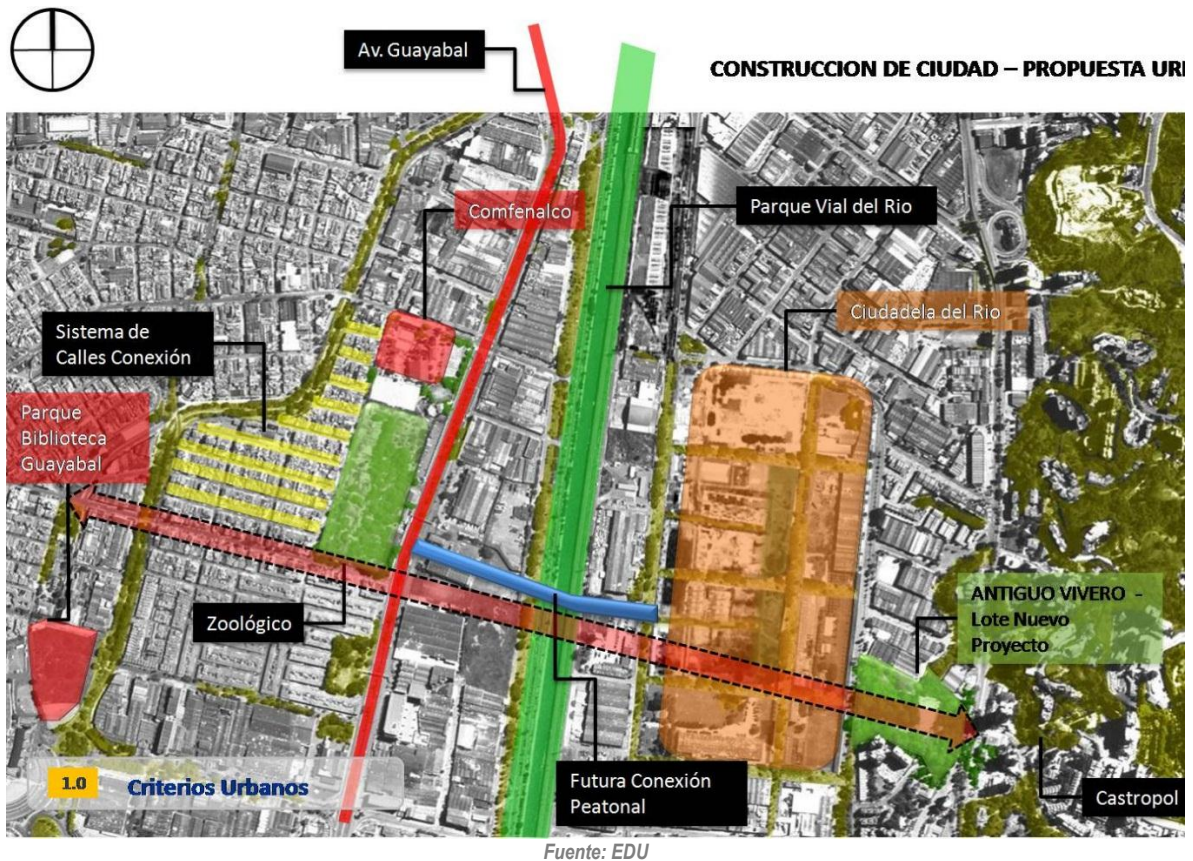 Av. Guayabal
CONSTRUCCION DE CIUDAD – PROPUESTA UR
Comfenalco
Parque Vial del Rio
Sistema de
Calles Conexión
Ciudadela del Rio
Parque
Biblioteca
Guayabal
ANTIGUO VIVERO -
Lote Nuevo
Proyecto
Zoológico
Futura Conexión
Peatonal
1.0 Criterios Urbanos
Castropol
Fuente: EDU